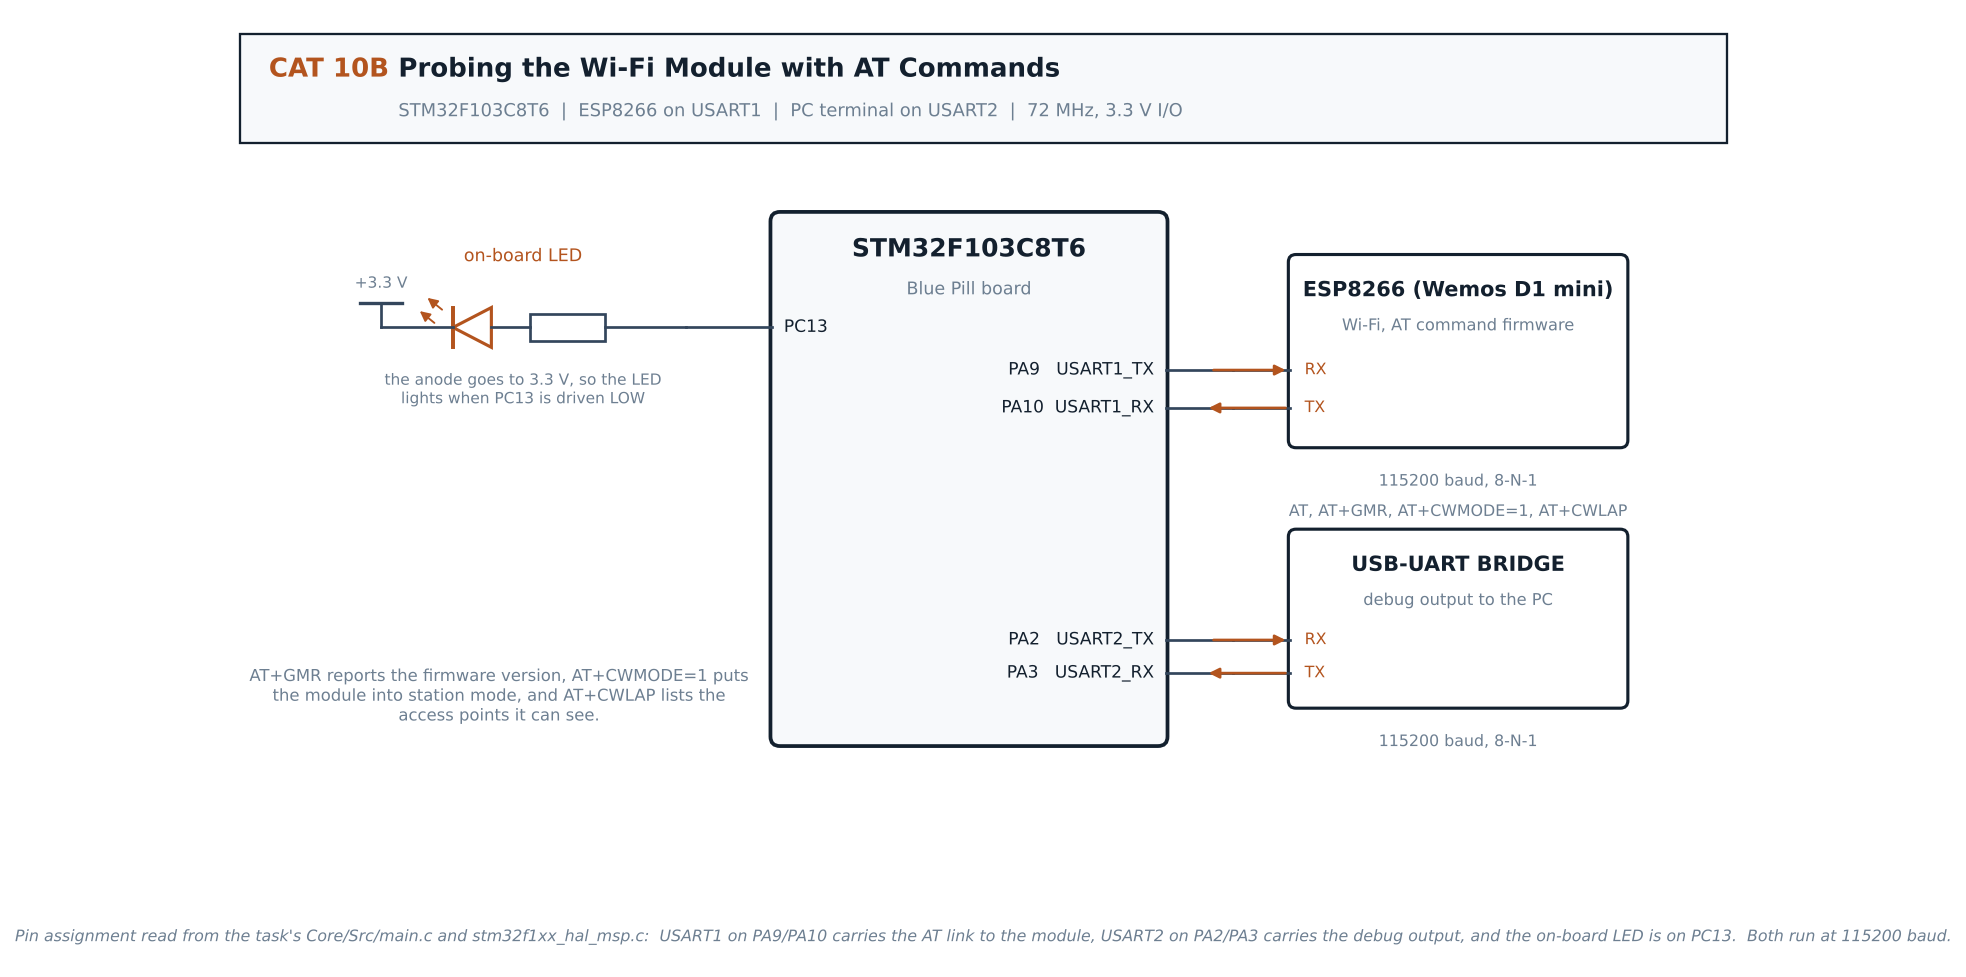 CAT 10B Probing the Wi-Fi Module with AT Commands
STM32F103C8T6 | ESP8266 on USART1 | PC terminal on USART2 | 72 MHz, 3.3 V I/O
on-board LED
+3.3 V
the anode goes to 3.3 V, so the LED
lights when PC13 is driven LOW
STM32F103C8T6
Blue Pill board
PC13
PA9 USART1_TX
PA10 USART1_RX
PA2 USART2_TX
PA3 USART2_RX
ESP8266 (Wemos D1 mini)
Wi-Fi, AT command firmware
RX
TX
115200 baud, 8-N-1
AT, AT+GMR, AT+CWMODE=1, AT+CWLAP
USB-UART BRIDGE
debug output to the PC
RX
TX
115200 baud, 8-N-1
AT+GMR reports the firmware version, AT+CWMODE=1 puts
the module into station mode, and AT+CWLAP lists the
access points it can see.
Pin assignment read from the task's Core/Src/main.c and stm32f1xx_hal_msp.c: USART1 on PA9/PA10 carries the AT link to the module, USART2 on PA2/PA3 carries the debug output, and the on-board LED is on PC13. Both run at 115200 baud.